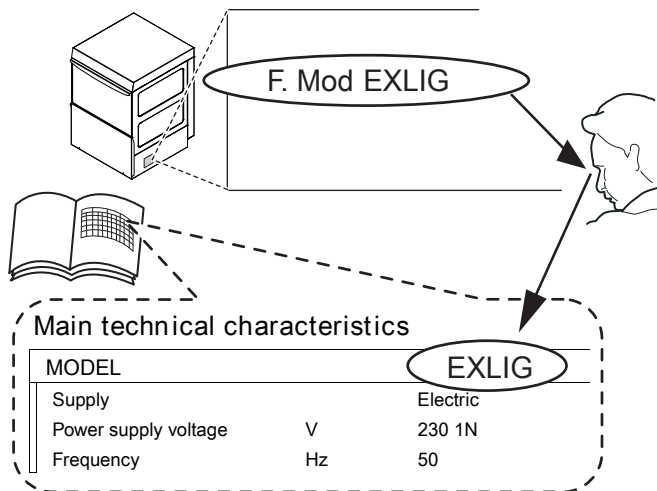 F. Mod EXLIG
Main technical characteristics
MODEL EXLIG
Supply Electric
Power supply voltage V 230 1N
Frequency Hz 50